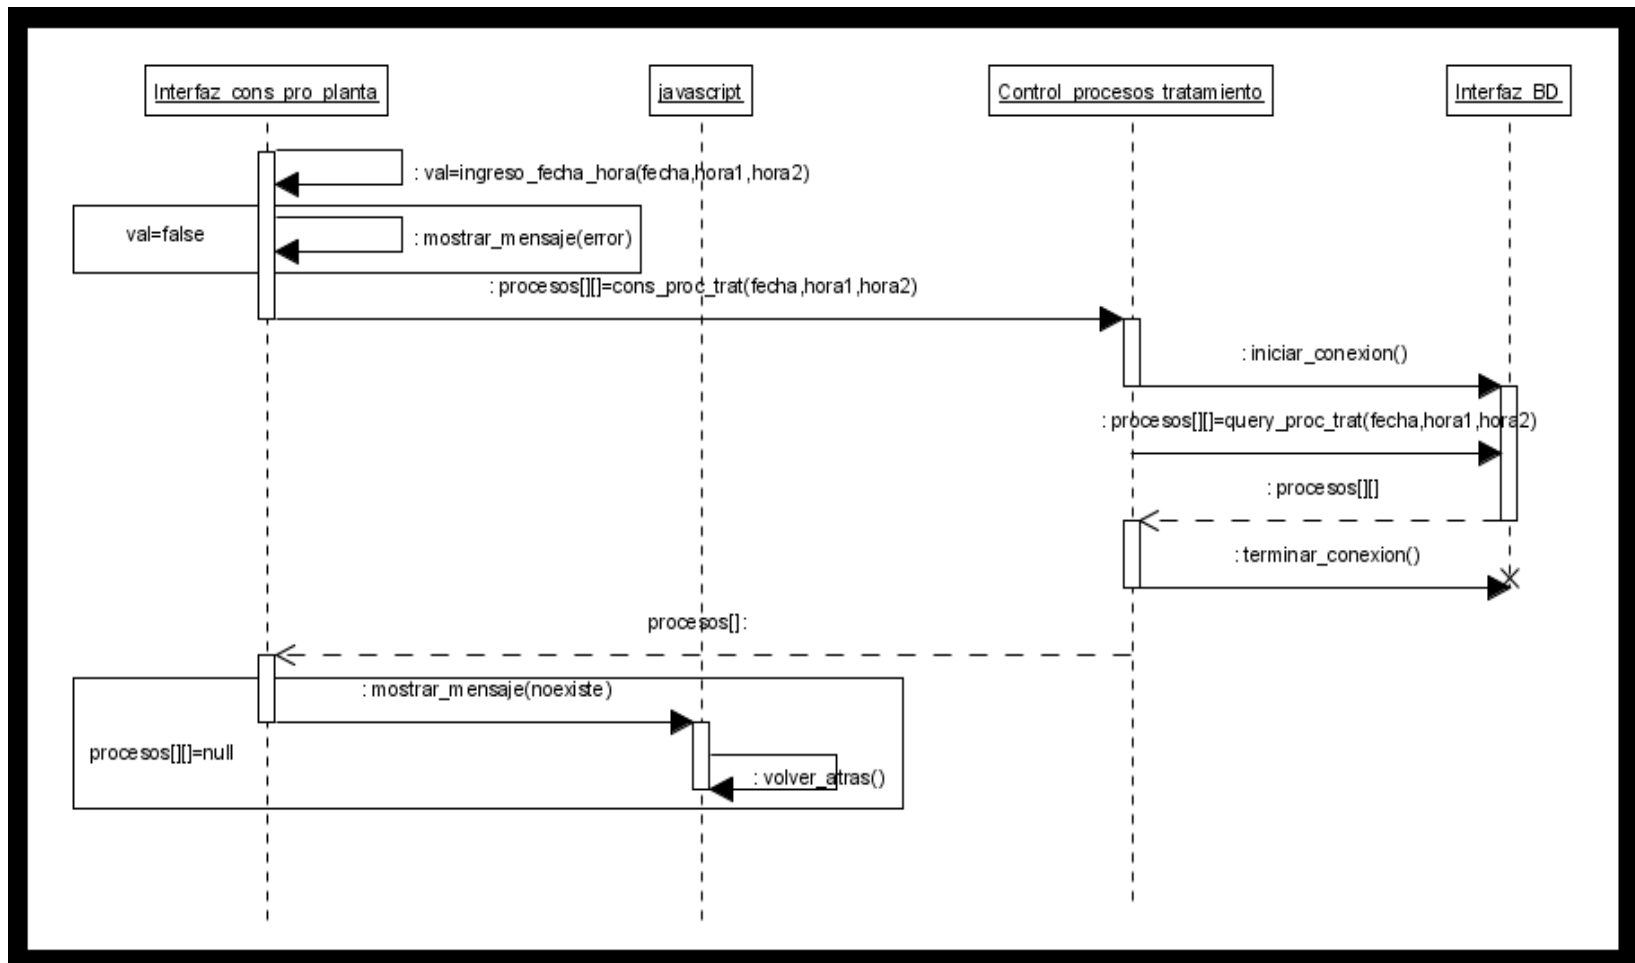 Interfaz_cons_pro_planta
javascript
Control_procesos_tratamiento
Interfaz_BD
: val=ingreso_fecha_hora(fecha,hora1,hora2)
val=false
: mostrar_mensaje(error)
: procesos[][]=cons_proc_trat(fecha,hora1,hora2)
: iniciar_conexion()
: procesos[][]=query_proc_trat(fecha,hora1,hora2)
: procesos[][]
: terminar_conexion()
procesos[] :
: mostrar_mensaje(noexiste)
procesos[][]=null
: volver_atras()